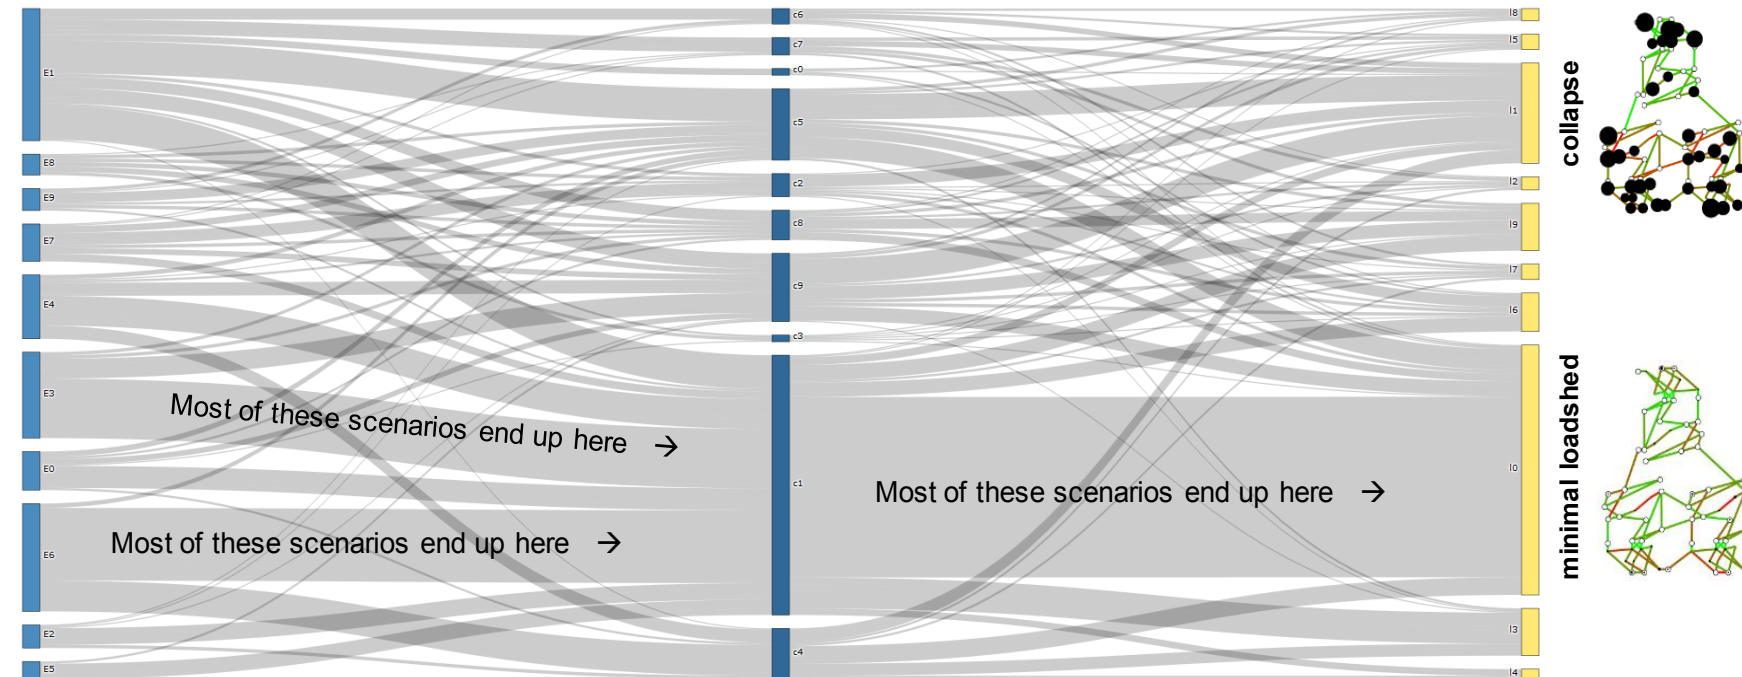 E1
E8
E9
E7
E4
E3
E0
E6
E2
E5
c6
c7
c0
c5
c2
c8
c9
c3
c1
c4
l8
l5
l1
l2
l9
l7
l6
l0
l3
l4
Most of these scenarios end up here →
Most of these scenarios end up here →
Most of these scenarios end up here →
collapse
minimal loadshed